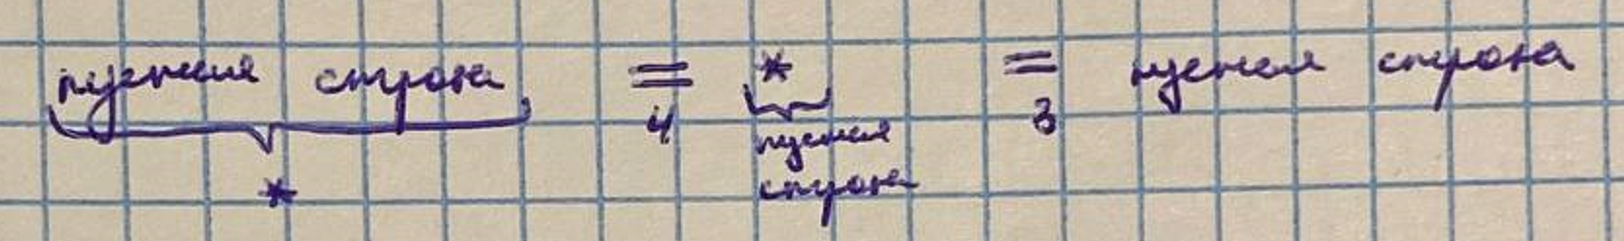 пустая строка = * = пустая строка
4 пустая 3
* строка